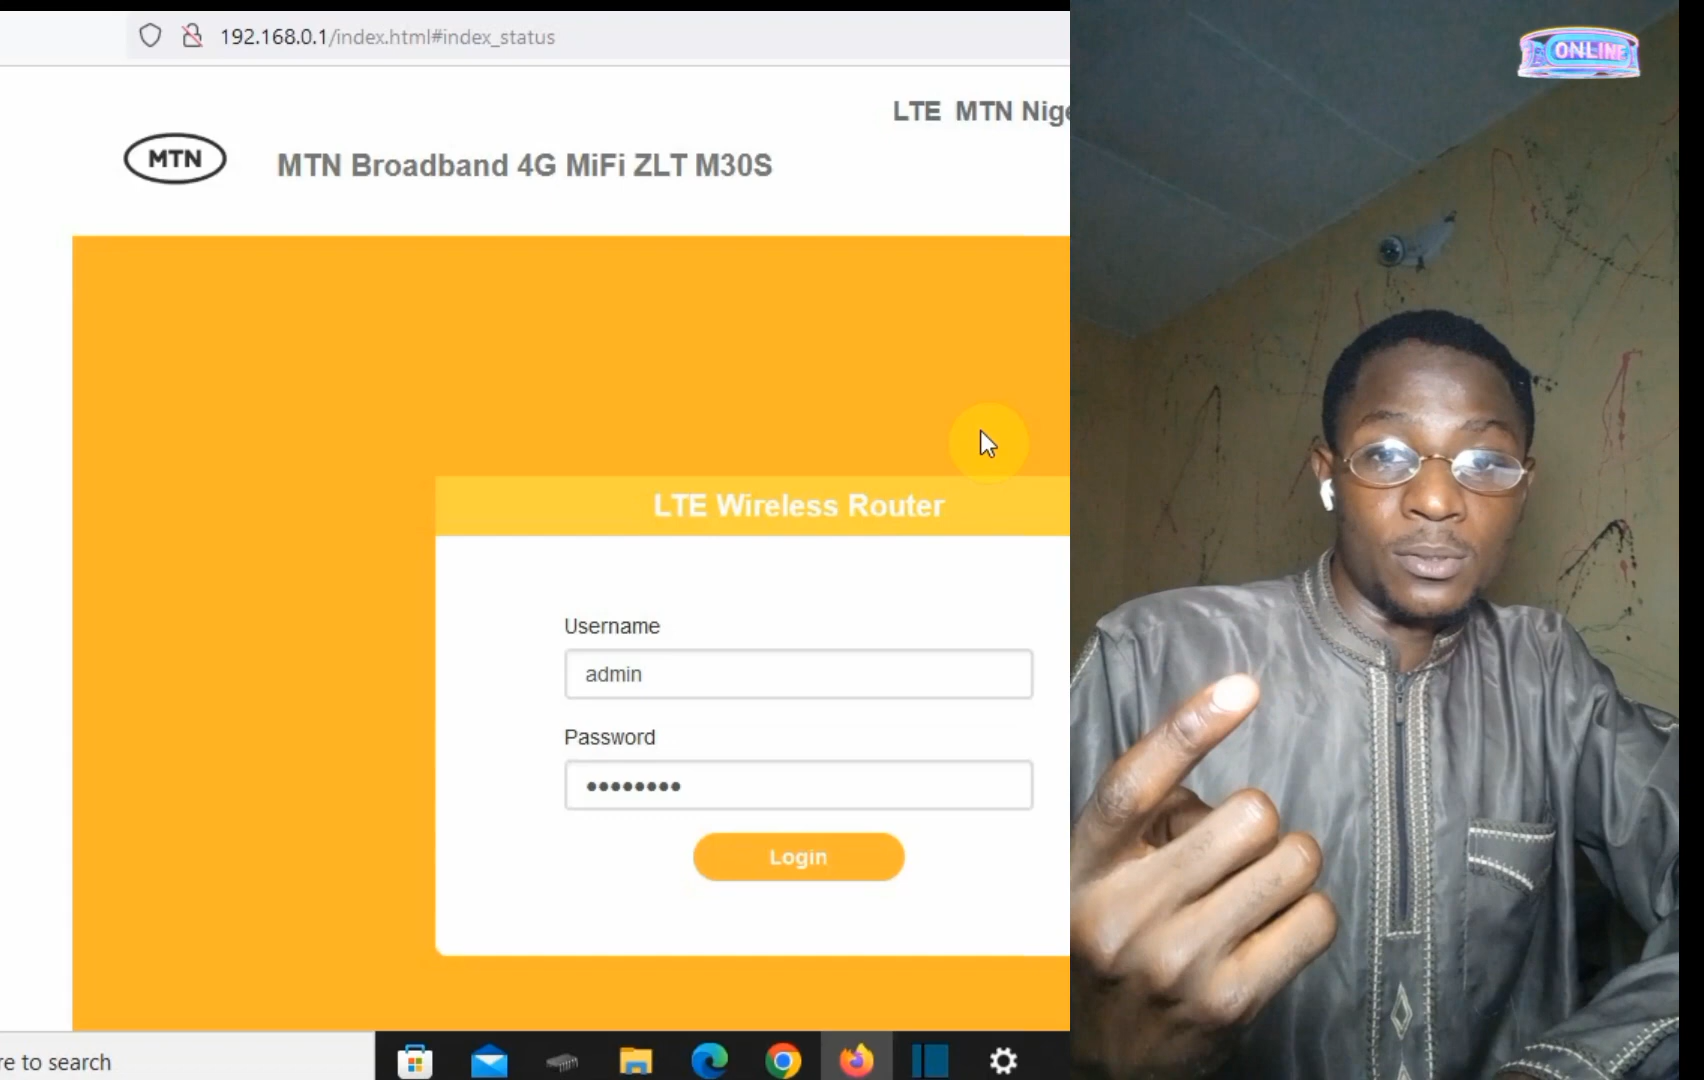 192.168.0.1/index.html#index_status
LTE MTN Nige
MTN
MTN Broadband 4G MiFi ZLT M30S
LTE Wireless Router
Username
admin
Password
Login
re to search
ONLINE